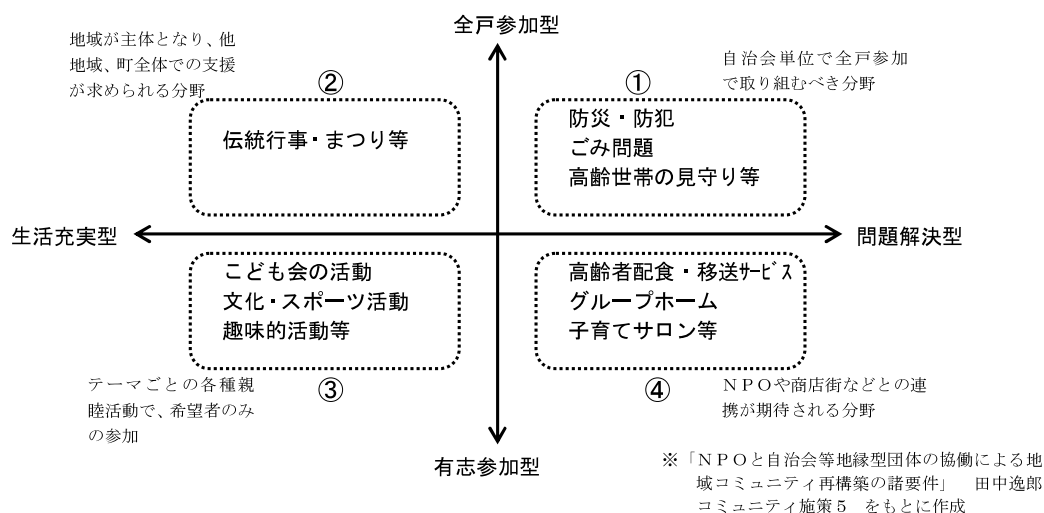 全戸参加型
地域が主体となり、他
地域、町全体での支援
が求められる分野
②
伝統行事・まつり等
自治会単位で全戸参加
で取り組むべき分野
①
防災・防犯
ごみ問題
高齢世帯の見守り等
生活充実型
問題解決型
こども会の活動
文化・スポーツ活動
趣味的活動等
③
テーマごとの各種親
睦活動で、希望者のみ
の参加
高齢者配食・移送ｻｰﾋﾞｽ
グループホーム
子育てサロン等
④
ＮＰＯや商店街などとの連
携が期待される分野
有志参加型
※「ＮＰＯと自治会等地縁型団体の協働による地
域コミュニティ再構築の諸要件」　田中逸郎
コミュニティ施策５　をもとに作成